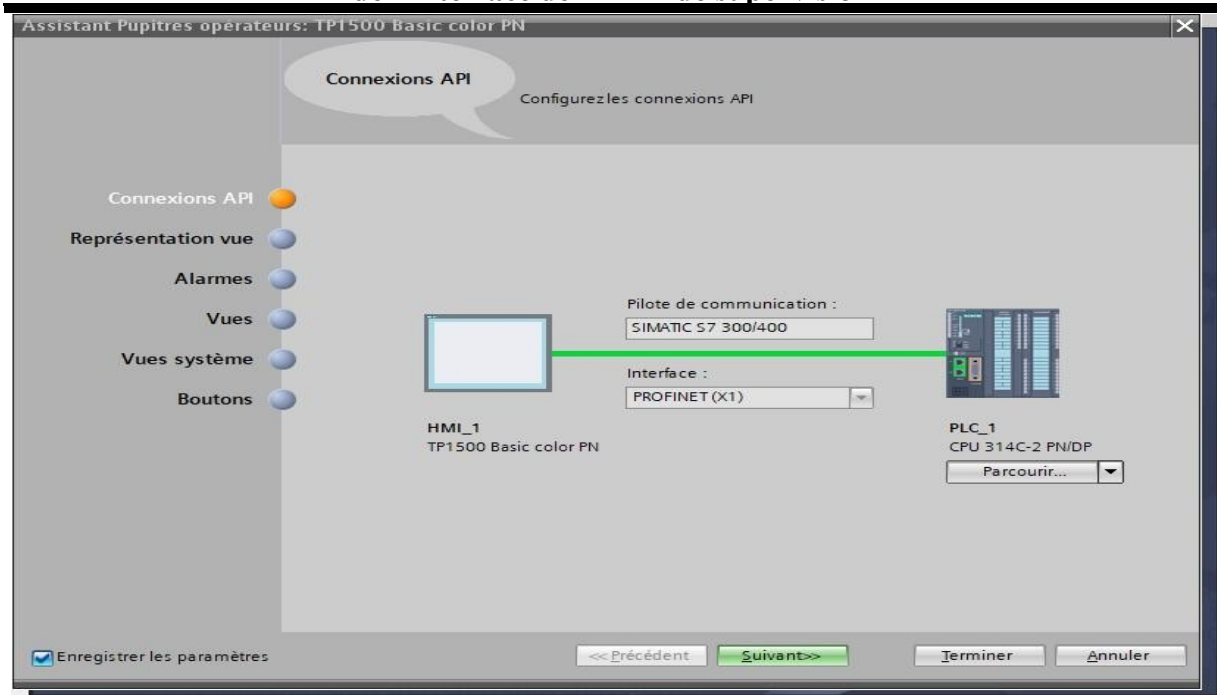 Assistant Pupitres opérateurs: TP1500 Basic color PN
Connexions API
Configurez les connexions API
Connexions API
Représentation vue
Alarmes
Vues
Vues système
Boutons
Pilote de communication :
SIMATIC S7 300/400
Interface :
PROFINET (X1)
HMI_1
TP1500 Basic color PN
PLC_1
CPU 314C-2 PN/DP
Parcourir...
Enregistrer les paramètres
<<Précédent
Suivant>>
Terminer
Annuler